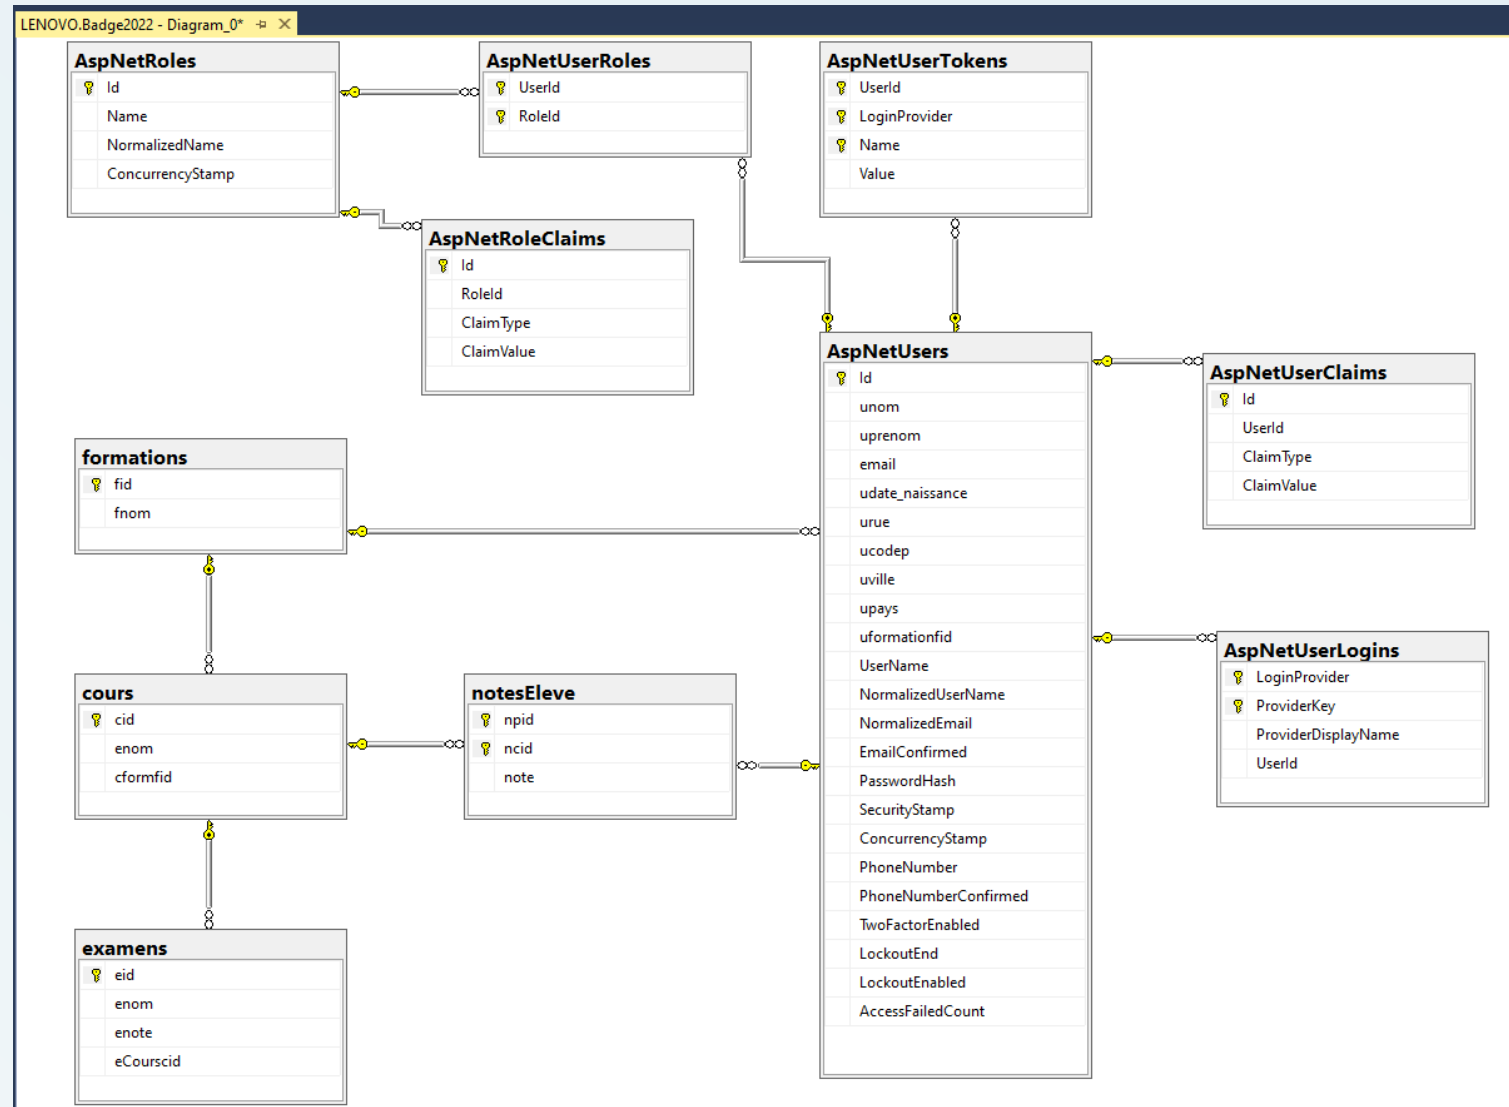 LENOVO.Badge2022 - Diagram_0*
AspNetRoles
Id
Name
NormalizedName
ConcurrencyStamp
AspNetUserRoles
UserId
RoleId
AspNetUserTokens
UserId
LoginProvider
Name
Value
AspNetRoleClaims
Id
RoleId
ClaimType
ClaimValue
AspNetUsers
Id
unom
uprenom
email
udate_naissance
urue
ucodep
uville
upays
uformationfid
UserName
NormalizedUserName
NormalizedEmail
EmailConfirmed
PasswordHash
SecurityStamp
ConcurrencyStamp
PhoneNumber
PhoneNumberConfirmed
TwoFactorEnabled
LockoutEnd
LockoutEnabled
AccessFailedCount
AspNetUserClaims
Id
UserId
ClaimType
ClaimValue
formations
fid
fnom
AspNetUserLogins
LoginProvider
ProviderKey
ProviderDisplayName
UserId
cours
cid
enom
cformfid
notesEleve
npid
ncid
note
examens
eid
enom
enote
eCourscid